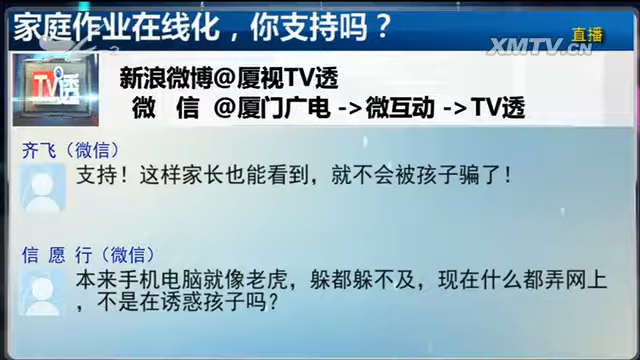 家庭作业在线化，你支持吗？
直播
XMTV.CN
TV透
新浪微博@厦视TV透
微 信 @厦门广电 ->微互动 ->TV透
齐飞（微信）
支持！这样家长也能看到，就不会被孩子骗了！
信 愿 行（微信）
本来手机电脑就像老虎，躲都躲不及，现在什么都弄网上
，不是在诱惑孩子吗？